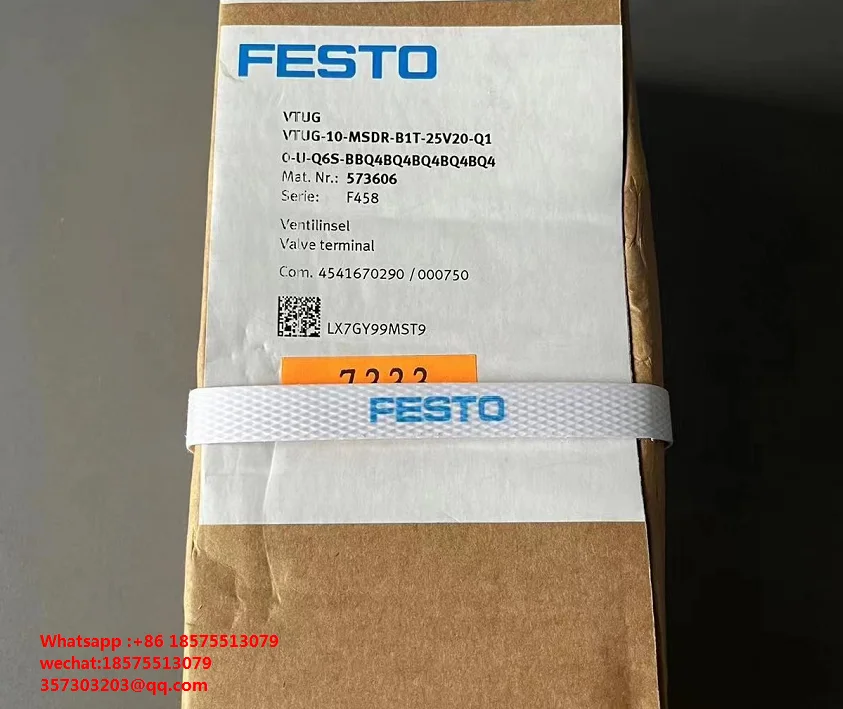 FESTO
VTUG
VTUG-10-MSDR-B1T-25V20-Q1
0-U-Q6S-BBQ4BQ4BQ4BQ4BQ4
Mat. Nr.: 573606
Serie: F458
Ventilinsel
Valve terminal
Com. 4541670290 / 000750
LX7GY99MST9
7333
FESTO
Whatsapp :+86 18575513079
wechat:18575513079
357303203@qq.com